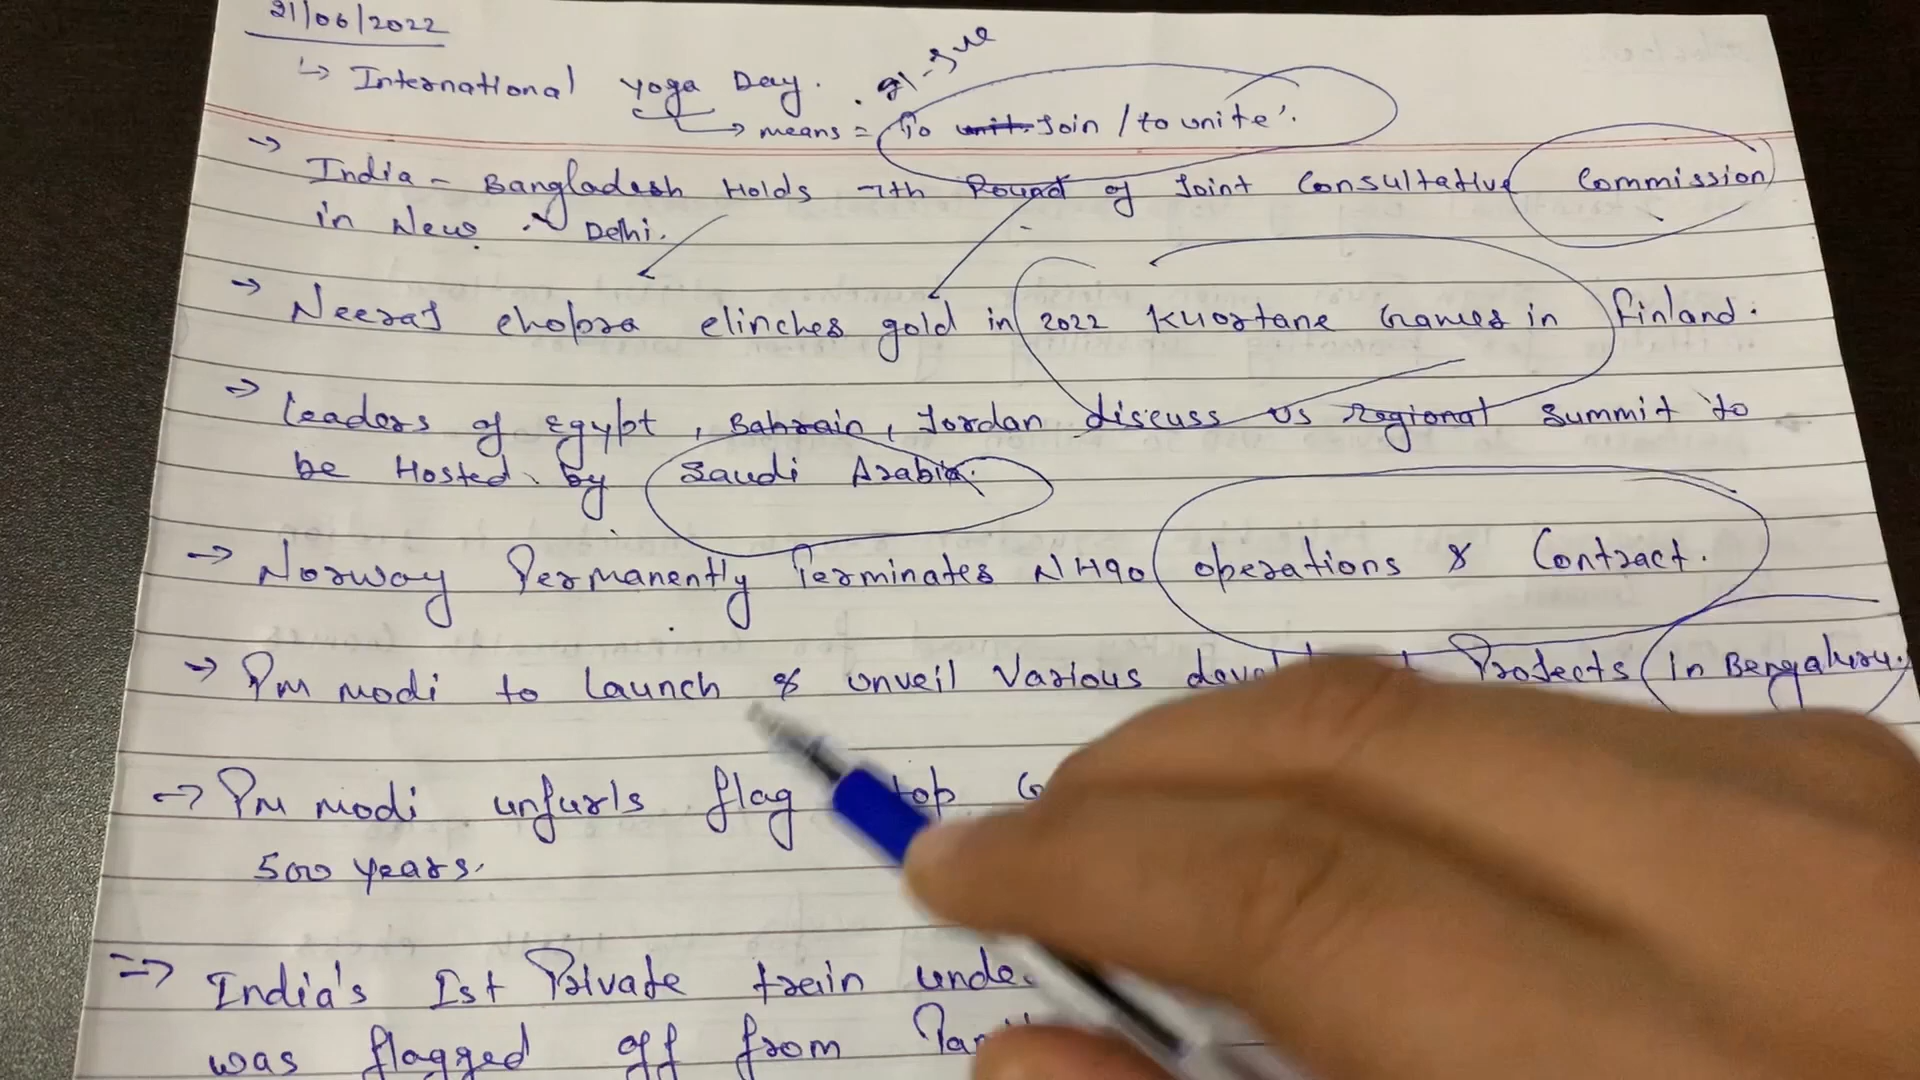 21/06/2022
↳ International yoga Day.
→ means = To Join / to unite'.
→ India - Bangladesh Holds 7th Round of Joint Consultative Commission
in New Delhi.
→ Neeraj chopra clinches gold in 2022 Kuortane Games in Finland.
→ Leaders of Egypt, Bahrain, Jordan discuss US regional summit to
be Hosted by Saudi Arabia.
→ Norway Permanently Terminates NH90 operations & Contract.
→ Pm modi to launch & unveil various Projects in Bengaluru.
→ Pm modi unfurls flag
500 years.
⇒ India's Ist Private train
was flagged off from